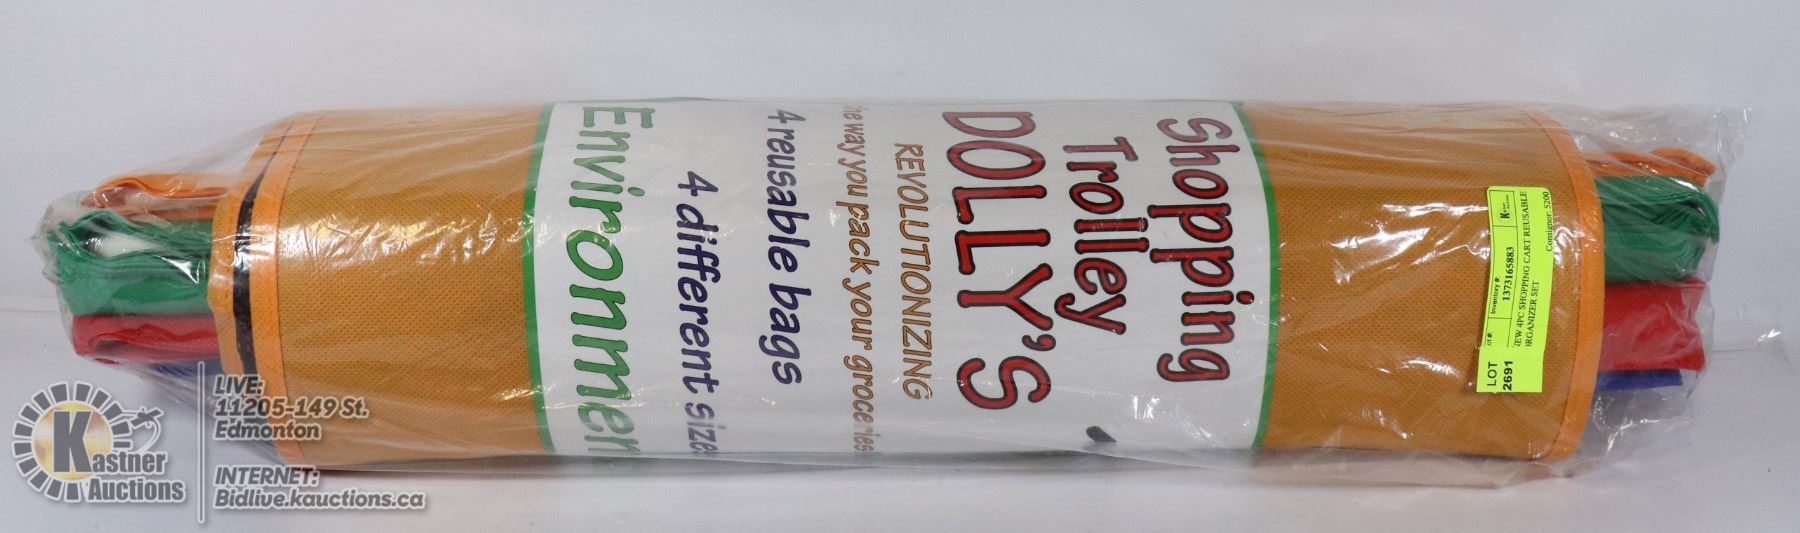 Shopping
Trolley
DOLLY'S
REVOLUTIONIZING
the way you pack your groceries
4 reusable bags
4 different size
Environmen
LOT
2691
Inventory #:
1373165883
NEW 4PC SHOPPING CART REUSABLE
ORGANIZER SET
Consignor: 5200
Kastner
Auctions
LIVE:
11205-149 St.
Edmonton
INTERNET:
Bidlive.kauctions.ca